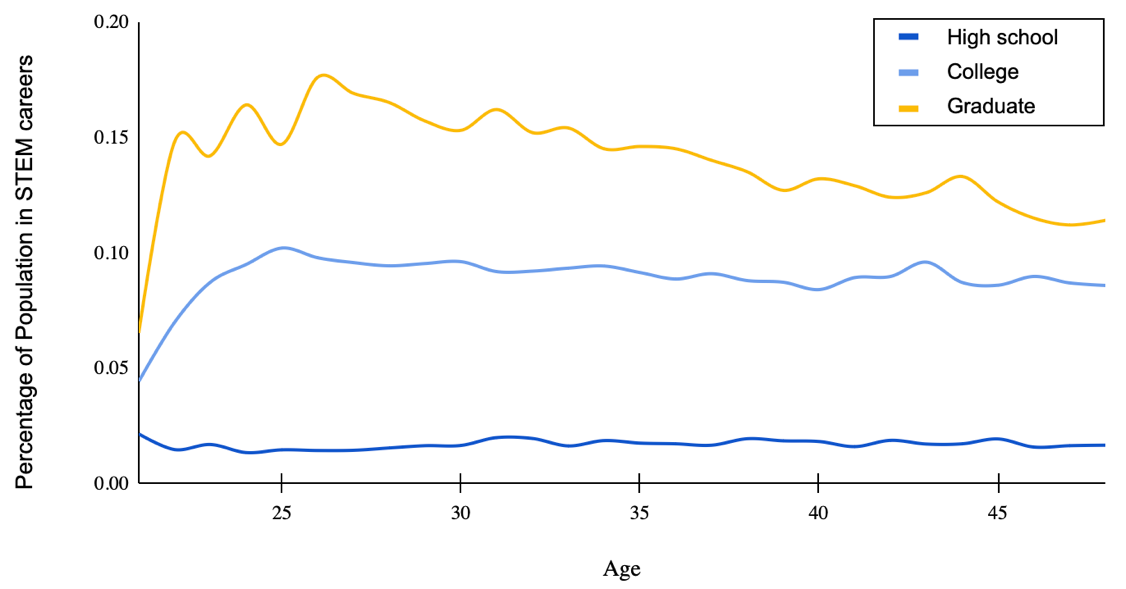 Percentage of Population in STEM careers
0.20
0.15
0.10
0.05
0.00
High school
College
Graduate
25 30 35 40 45
Age